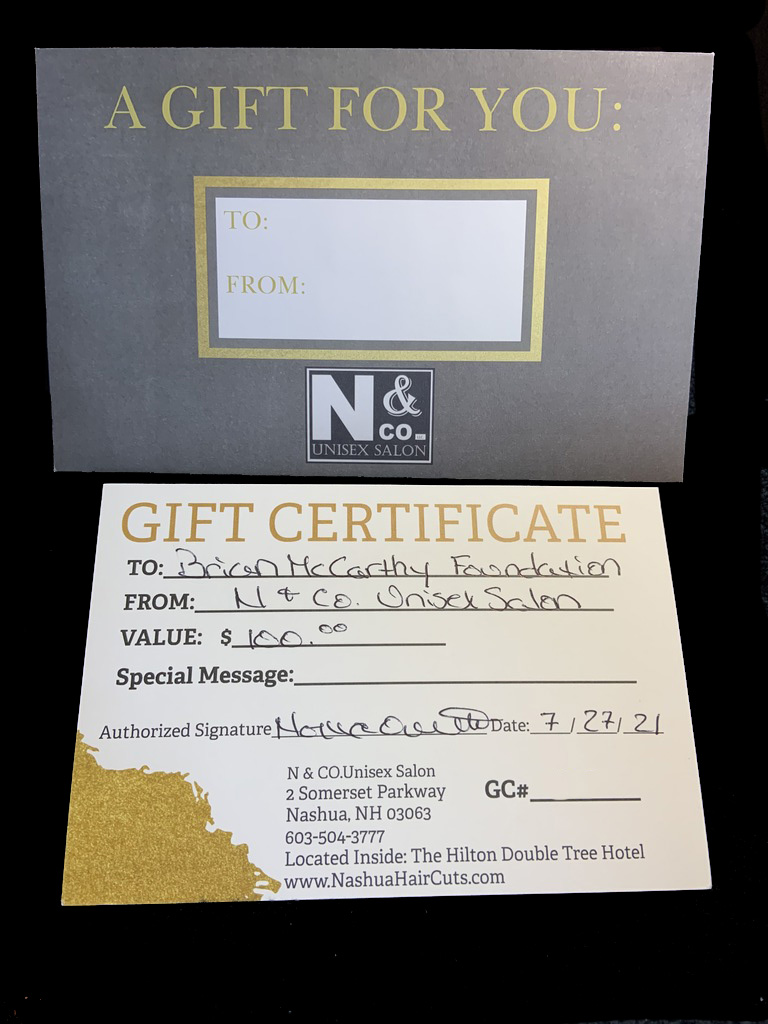 A GIFT FOR YOU:
TO:
FROM:
N & CO. LLC
UNISEX SALON
GIFT CERTIFICATE
TO: Brian McCarthy Foundation
FROM: N & Co. Unisex Salon
VALUE: $ 100.00
Special Message:
Authorized Signature Date: 7/27/21
N & CO.Unisex Salon
2 Somerset Parkway
GC#
Nashua, NH 03063
603-504-3777
Located Inside: The Hilton Double Tree Hotel
www.NashuaHairCuts.com